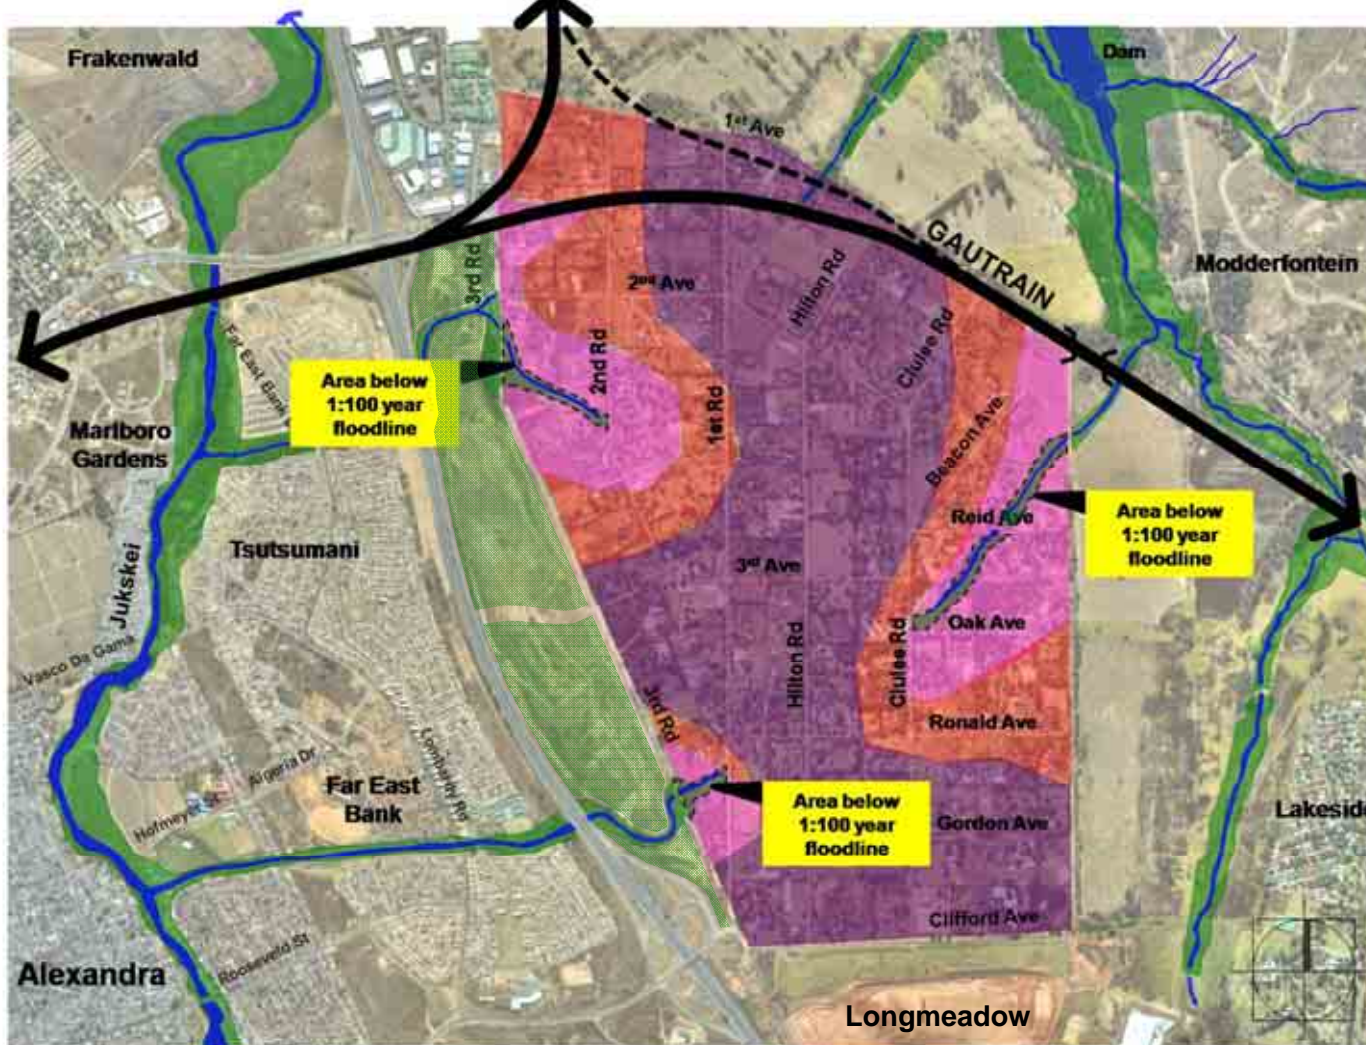 Frakenwald
Dam
1st Ave
GAUTRAIN
Modderfontein
3rd Rd
2nd Ave
Hilton Rd
Clulee Rd
Far East Bank
Area below
1:100 year
floodline
2nd Rd
1st Rd
Beacon Ave
Marlboro
Gardens
Reid Ave
Area below
1:100 year
floodline
Tsutsumani
3rd Ave
Jukskei
Oak Ave
Vasco Da Gama
Hilton Rd
Clulee Rd
3rd Rd
Ronald Ave
Lombardy Rd
Algeria Dr
Far East
Bank
Hofmeyr
Area below
1:100 year
floodline
Gordon Ave
Lakeside
Clifford Ave
Rooseveld St
Alexandra
Longmeadow